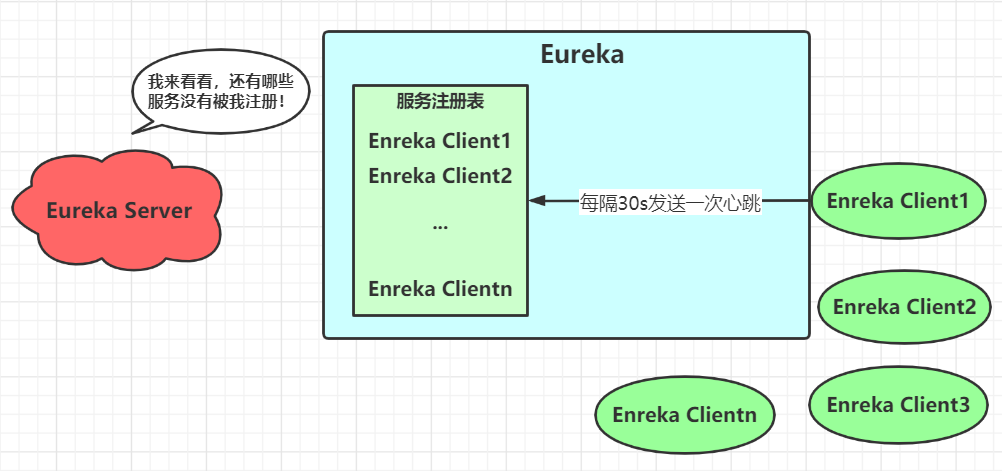 Eureka
我来看看，还有哪些
服务没有被我注册！
Eureka Server
服务注册表
Enreka Client1
Enreka Client2
...
Enreka Clientn
每隔30s发送一次心跳
Enreka Client1
Enreka Client2
Enreka Client3
Enreka Clientn